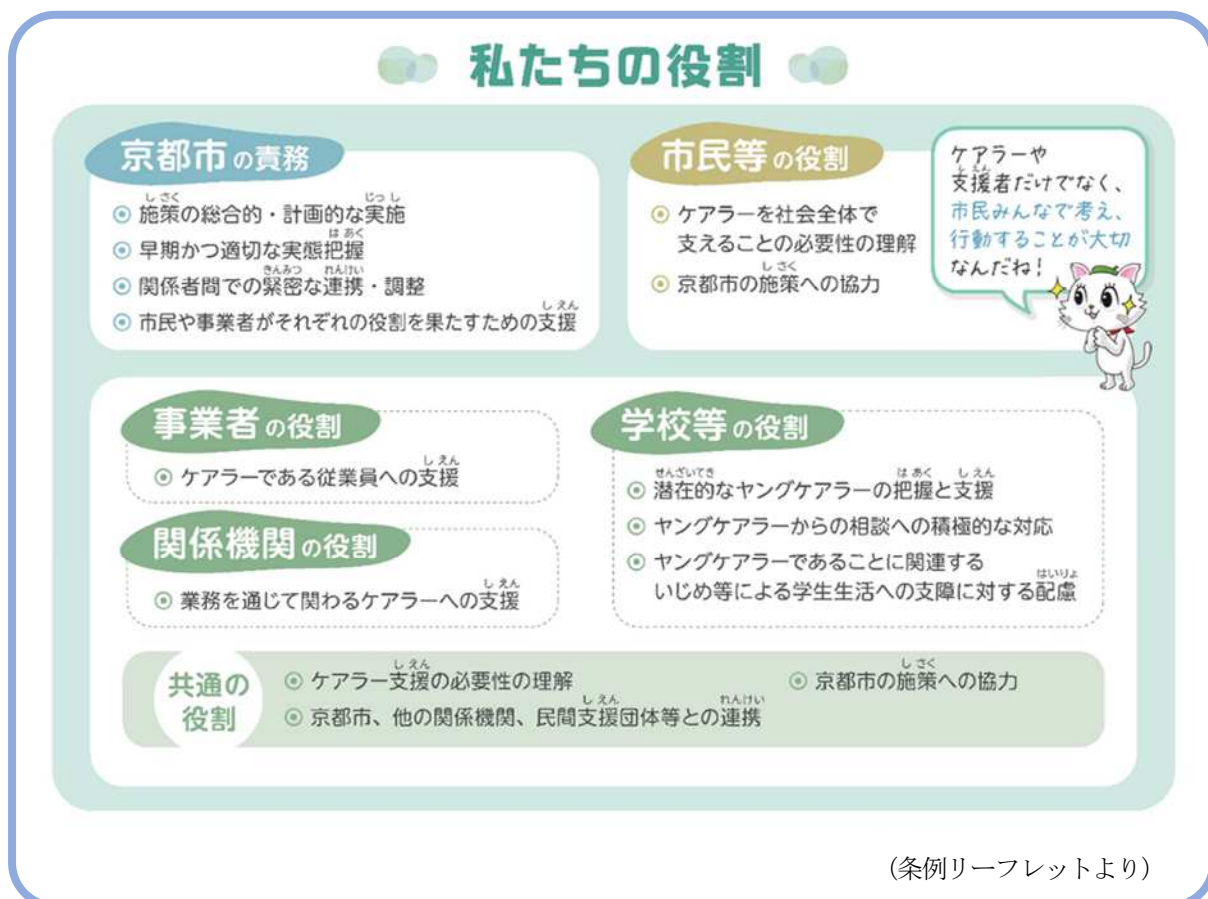 私たちの役割
京都市の責務
施策の総合的・計画的な実施
早期かつ適切な実態把握
関係者間での緊密な連携・調整
市民や事業者がそれぞれの役割を果たすための支援
市民等の役割
ケアラーを社会全体で
支えることの必要性の理解
京都市の施策への協力
ケアラーや
支援者だけでなく、
市民みんなで考え、
行動することが大切
なんだね!
事業者の役割
ケアラーである従業員への支援
関係機関の役割
業務を通じて関わるケアラーへの支援
学校等の役割
潜在的なヤングケアラーの把握と支援
ヤングケアラーからの相談への積極的な対応
ヤングケアラーであることに関連する
いじめ等による学生生活への支障に対する配慮
共通の
役割
ケアラー支援の必要性の理解
京都市の施策への協力
京都市、他の関係機関、民間支援団体等との連携
(条例リーフレットより)